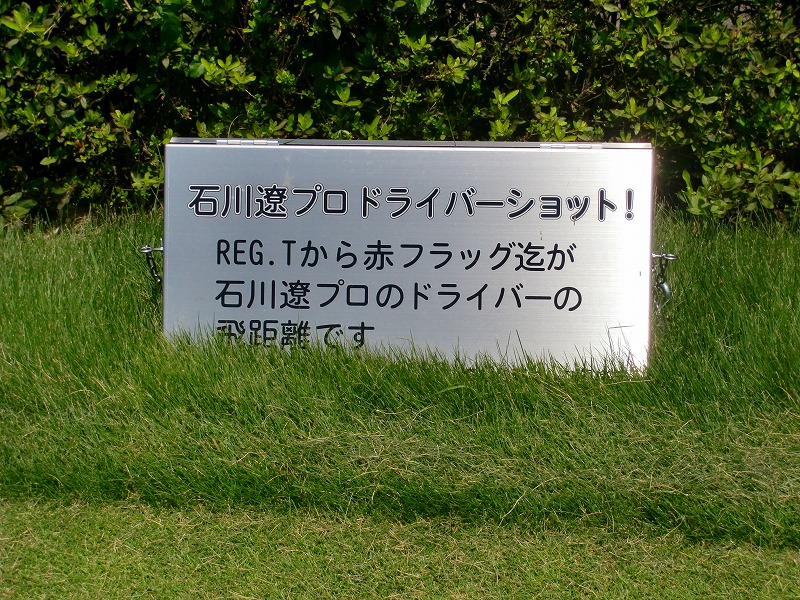 石川遼プロドライバーショット!
REG.Tから赤フラッグ迄が
石川遼プロのドライバーの
飛距離です